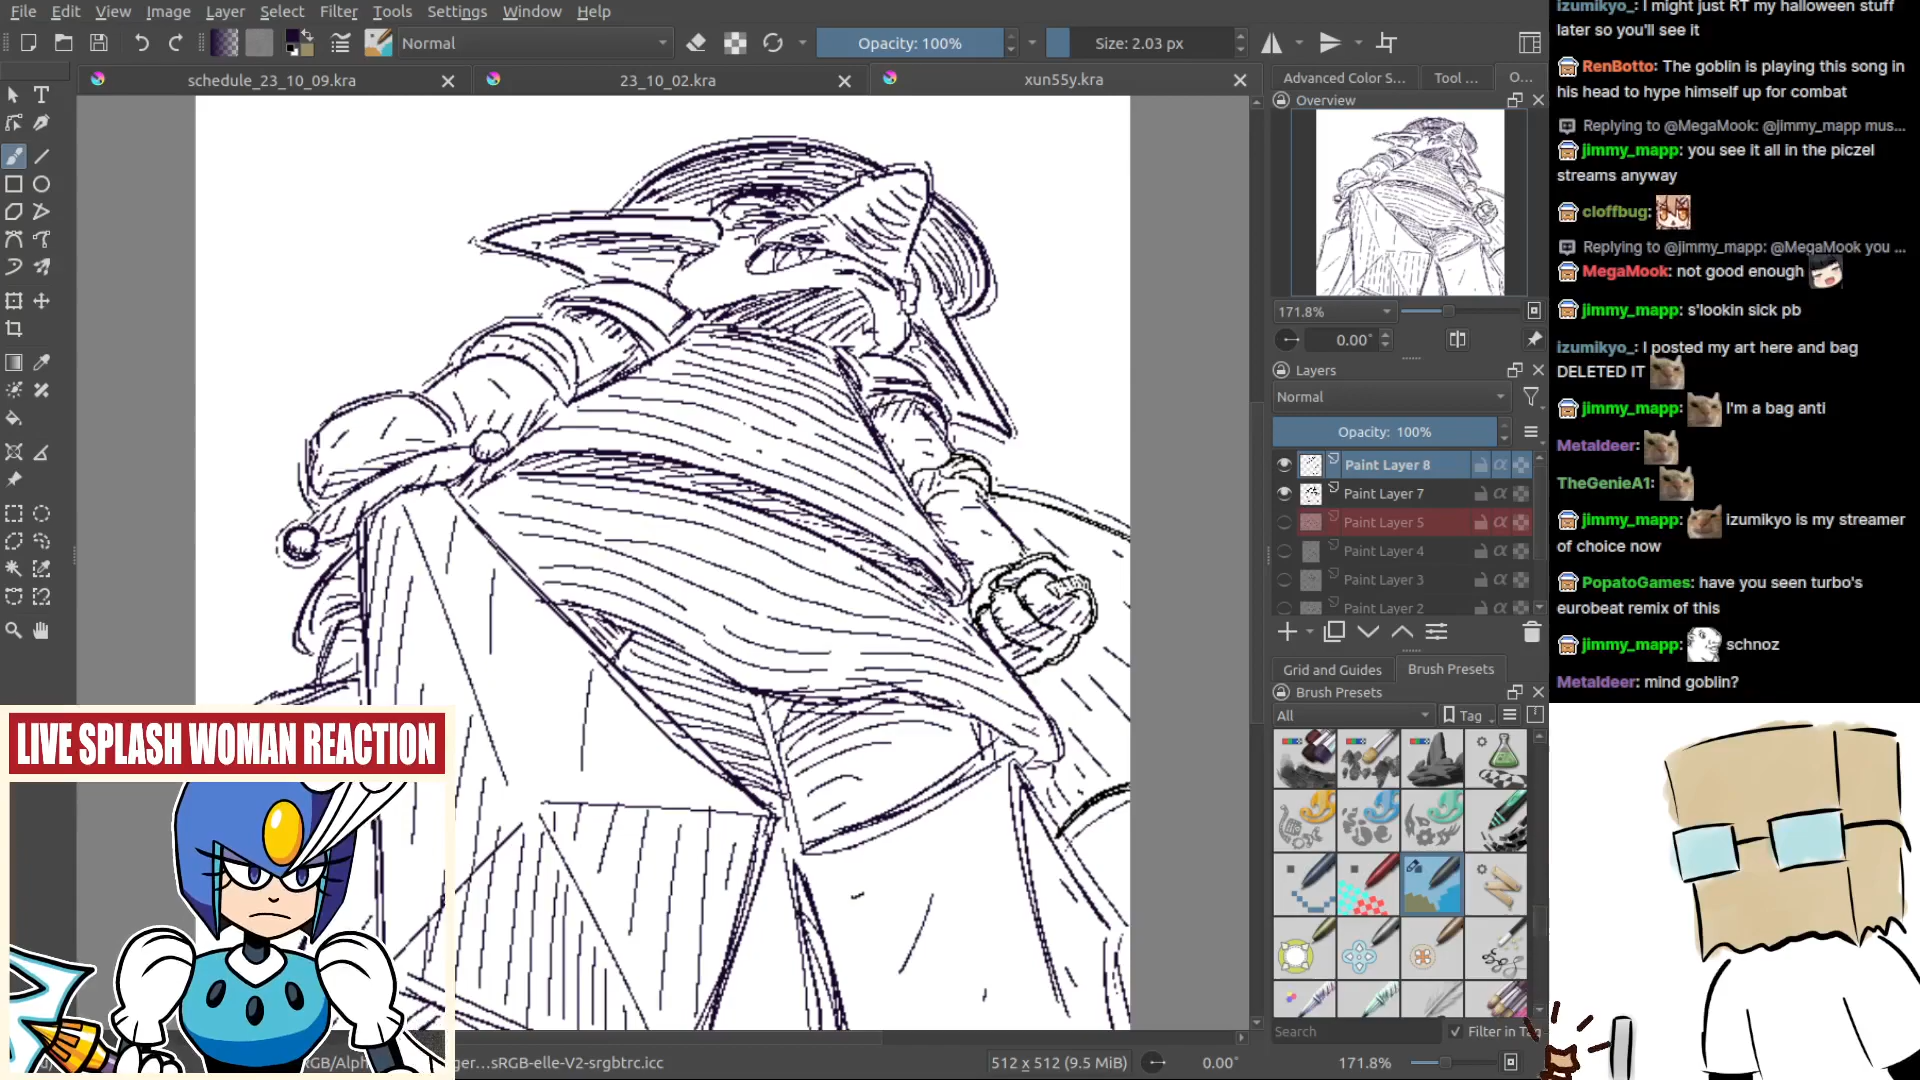 File Edit View Image Layer Select Filter Tools Settings Window Help
Normal
Opacity: 100%
Size: 2.03 px
schedule_23_10_09.kra
23_10_02.kra
xun55y.kra
Advanced Color S...
Tool ...
O...
Overview
171.8%
0.00°
Layers
Normal
Opacity: 100%
Paint Layer 8
Paint Layer 7
Paint Layer 5
Paint Layer 4
Paint Layer 3
Paint Layer 2
Grid and Guides
Brush Presets
Brush Presets
All
Tag
Search
Filter in Tag
RGB/Alph
ger...sRGB-elle-V2-srgbtrc.icc
512 x 512 (9.5 MiB)
0.00°
171.8%
LIVE SPLASH WOMAN REACTION
izumikyo_: I might just RT my halloween stuff
later so you'll see it
RenBotto: The goblin is playing this song in
his head to hype himself up for combat
Replying to @MegaMook: @jimmy_mapp mus...
jimmy_mapp: you see it all in the piczel
streams anyway
cloffbug:
Replying to @jimmy_mapp: @MegaMook you ...
MegaMook: not good enough
jimmy_mapp: s'lookin sick pb
izumikyo_: I posted my art here and bag
DELETED IT
jimmy_mapp: I'm a bag anti
Metaldeer:
TheGenieA1:
jimmy_mapp: izumikyo is my streamer
of choice now
PopatoGames: have you seen turbo's
eurobeat remix of this
jimmy_mapp: schnoz
Metaldeer: mind goblin?